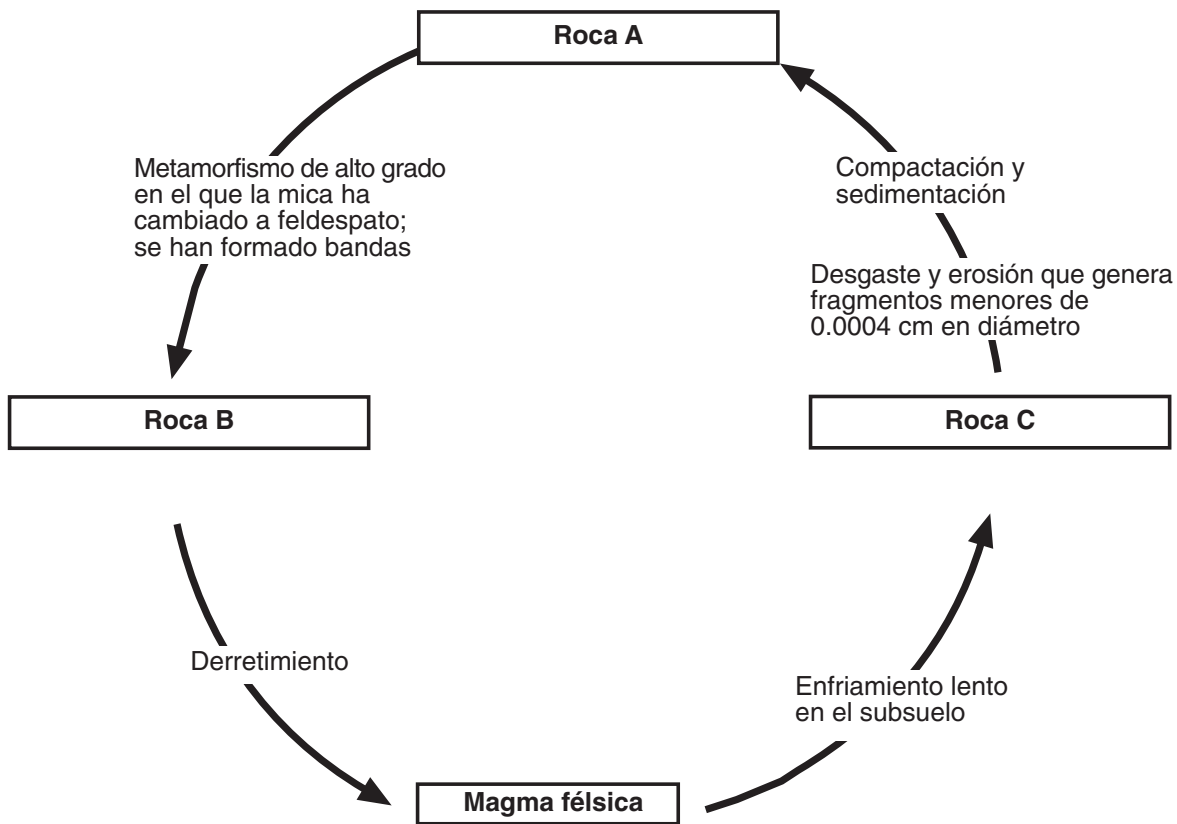 Roca A
Metamorfismo de alto grado
en el que la mica ha
cambiado a feldespato;
se han formado bandas
Compactación y
sedimentación
Desgaste y erosión que genera
fragmentos menores de
0.0004 cm en diámetro
Roca B
Roca C
Derretimiento
Enfriamiento lento
en el subsuelo
Magma félsica